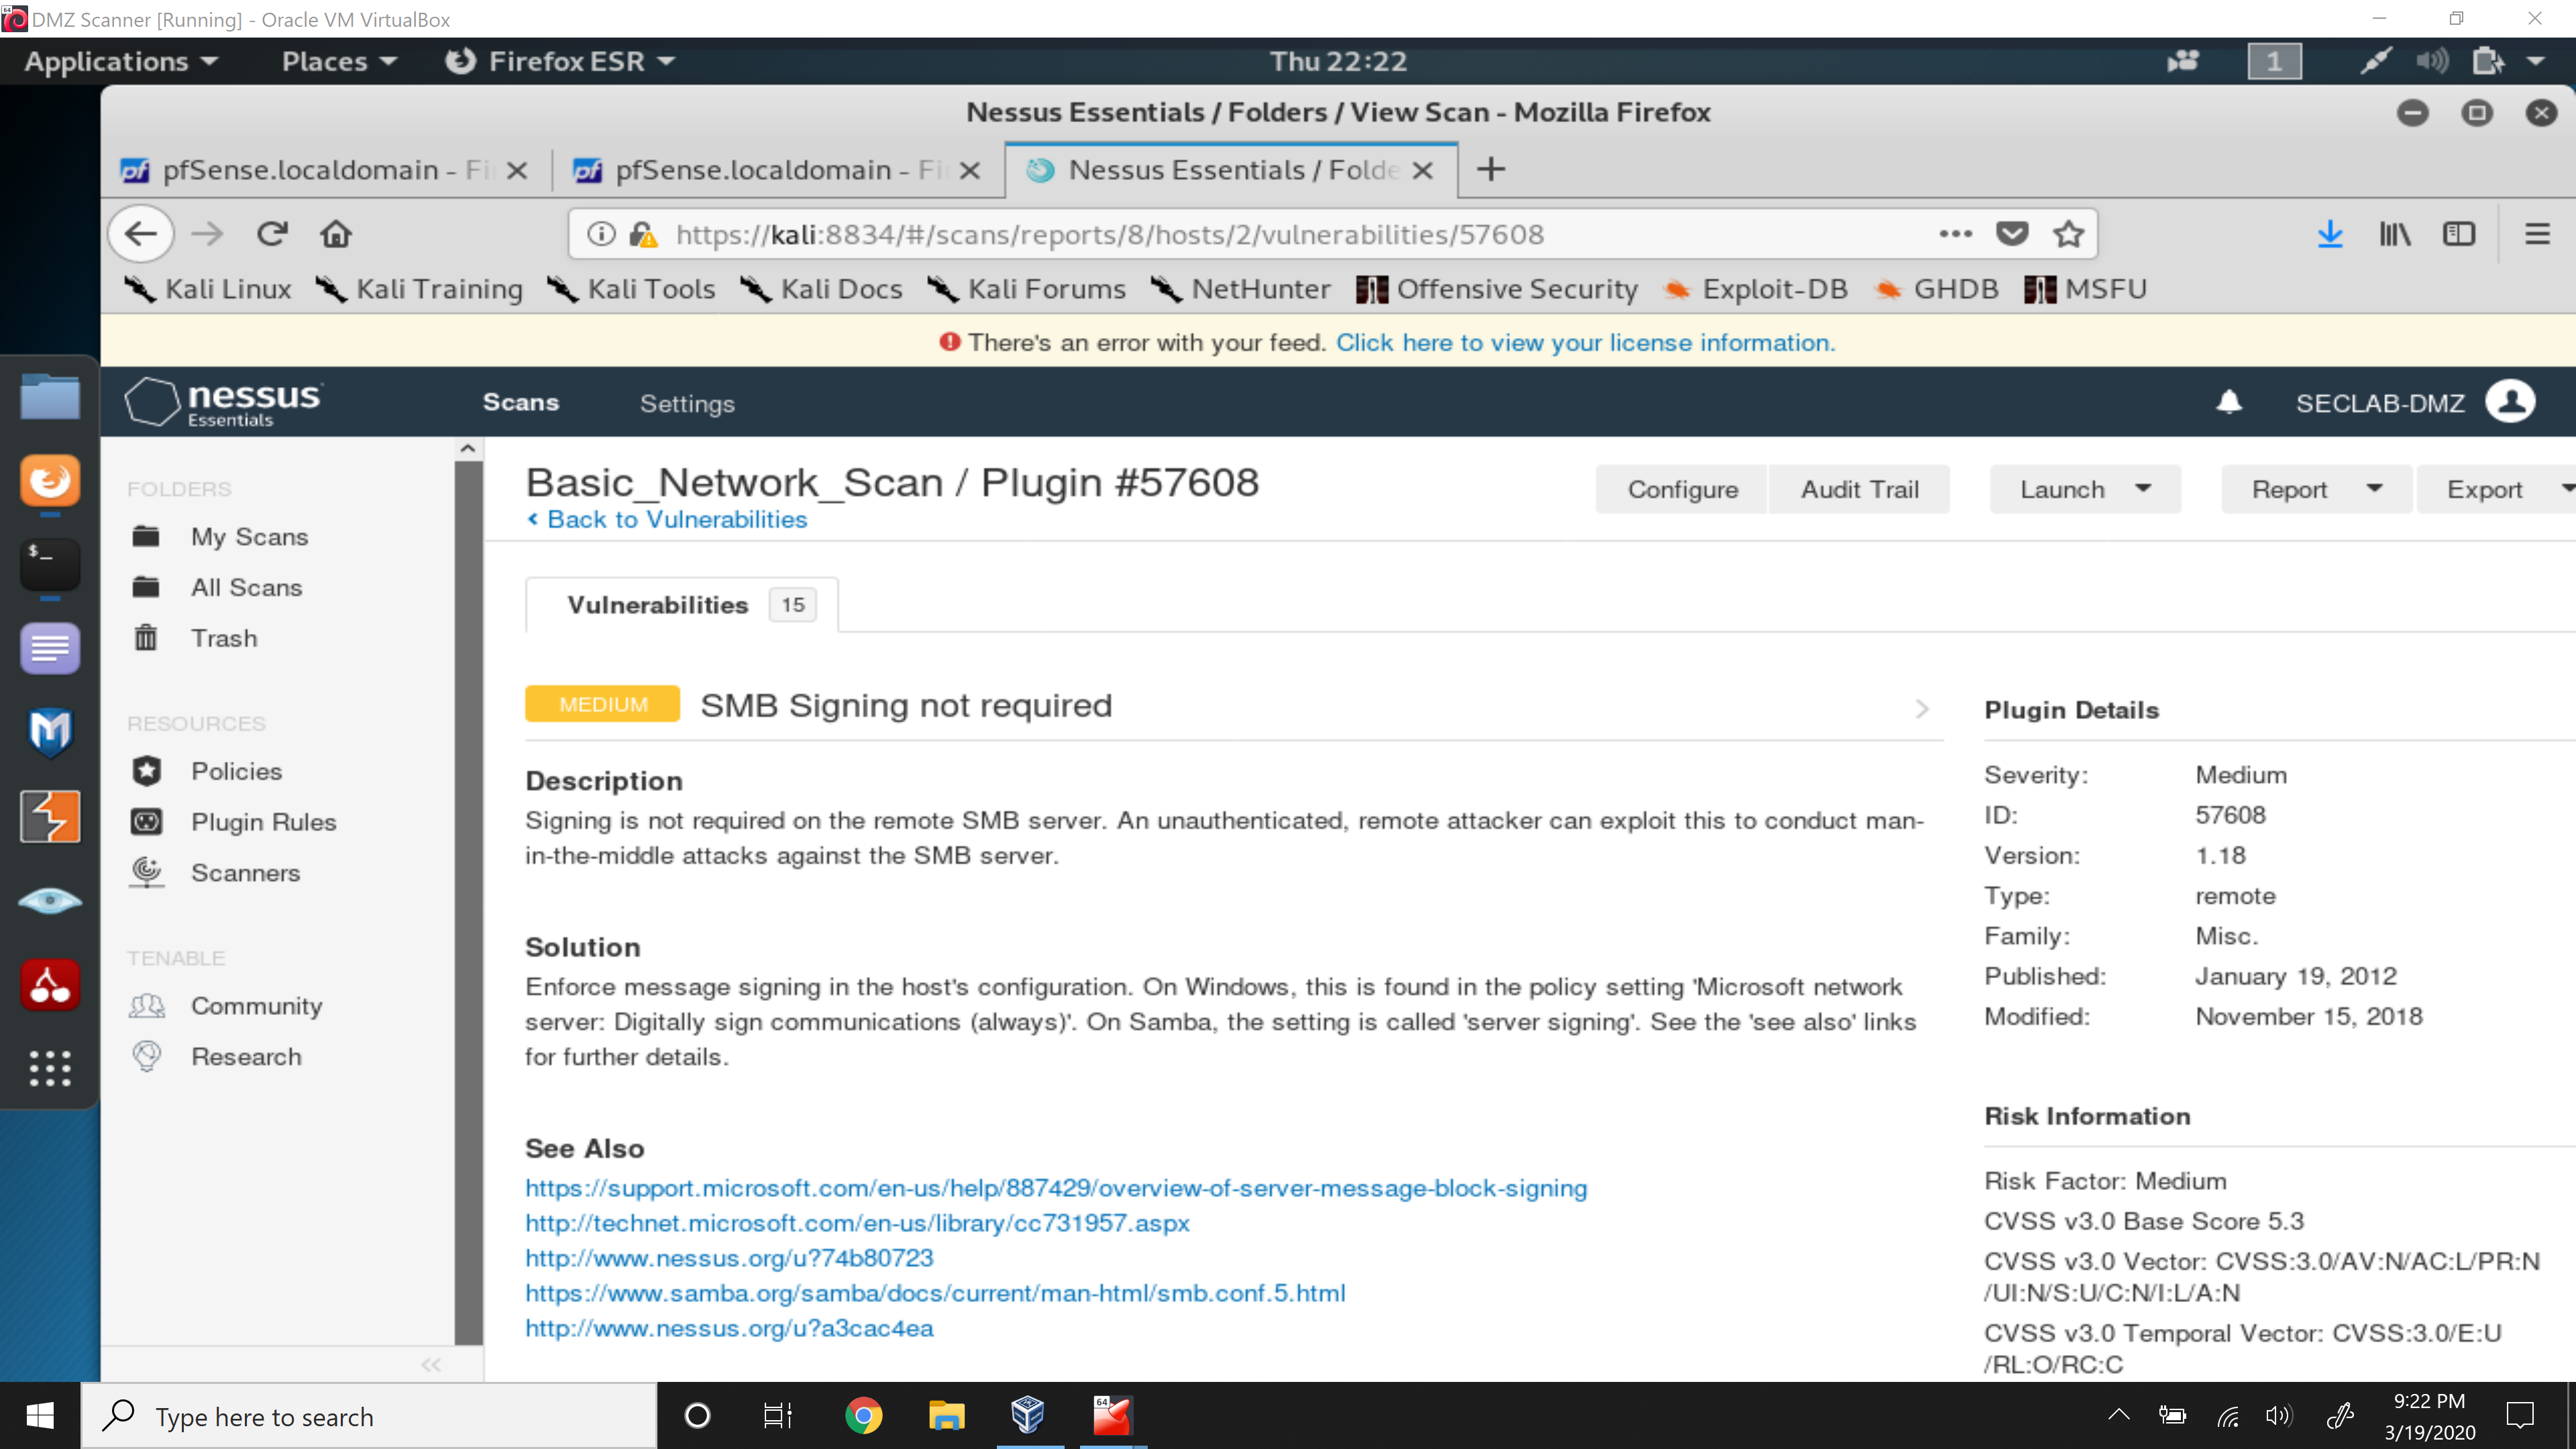 DMZ Scanner [Running] - Oracle VM VirtualBox
Applications Places Firefox ESR Thu 22:22 1
Nessus Essentials / Folders / View Scan - Mozilla Firefox
pfSense.localdomain - Fi pfSense.localdomain - Fi Nessus Essentials / Folde
https://kali:8834/#/scans/reports/8/hosts/2/vulnerabilities/57608
Kali Linux Kali Training Kali Tools Kali Docs Kali Forums NetHunter Offensive Security Exploit-DB GHDB MSFU
There's an error with your feed. Click here to view your license information.
nessus Scans Settings SECLAB-DMZ
Essentials
Basic_Network_Scan / Plugin #57608 Configure Audit Trail Launch Report Export
Back to Vulnerabilities
FOLDERS
My Scans
All Scans
Trash
RESOURCES
Policies
Plugin Rules
Scanners
TENABLE
Community
Research
Vulnerabilities 15
MEDIUM SMB Signing not required
Description
Signing is not required on the remote SMB server. An unauthenticated, remote attacker can exploit this to conduct man-
in-the-middle attacks against the SMB server.
Solution
Enforce message signing in the host's configuration. On Windows, this is found in the policy setting 'Microsoft network
server: Digitally sign communications (always)'. On Samba, the setting is called 'server signing'. See the 'see also' links
for further details.
See Also
https://support.microsoft.com/en-us/help/887429/overview-of-server-message-block-signing
http://technet.microsoft.com/en-us/library/cc731957.aspx
http://www.nessus.org/u?74b80723
https://www.samba.org/samba/docs/current/man-html/smb.conf.5.html
http://www.nessus.org/u?a3cac4ea
Plugin Details
Severity: Medium
ID: 57608
Version: 1.18
Type: remote
Family: Misc.
Published: January 19, 2012
Modified: November 15, 2018
Risk Information
Risk Factor: Medium
CVSS v3.0 Base Score 5.3
CVSS v3.0 Vector: CVSS:3.0/AV:N/AC:L/PR:N
/UI:N/S:U/C:N/I:L/A:N
CVSS v3.0 Temporal Vector: CVSS:3.0/E:U
/RL:O/RC:C
Type here to search
9:22 PM
3/19/2020